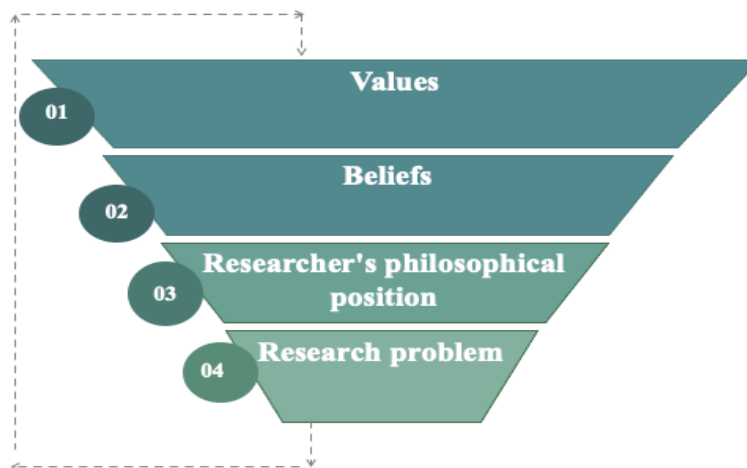 Values
01
Beliefs
02
Researcher's philosophical
position
03
Research problem
04